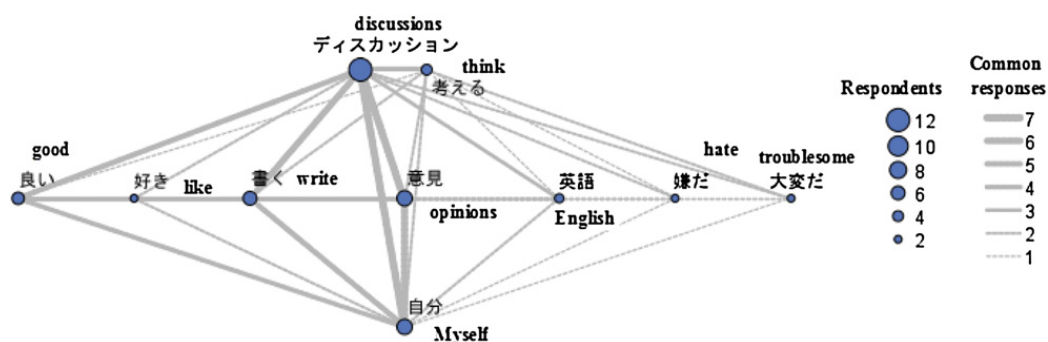 discussions
ディスカッション
think
考える
good
良い
好き
like
書く
write
意見
opinions
英語
English
hate
嫌だ
troublesome
大変だ
自分
Myself
Respondents
12
10
8
6
4
2
Common
responses
7
6
5
4
3
2
1